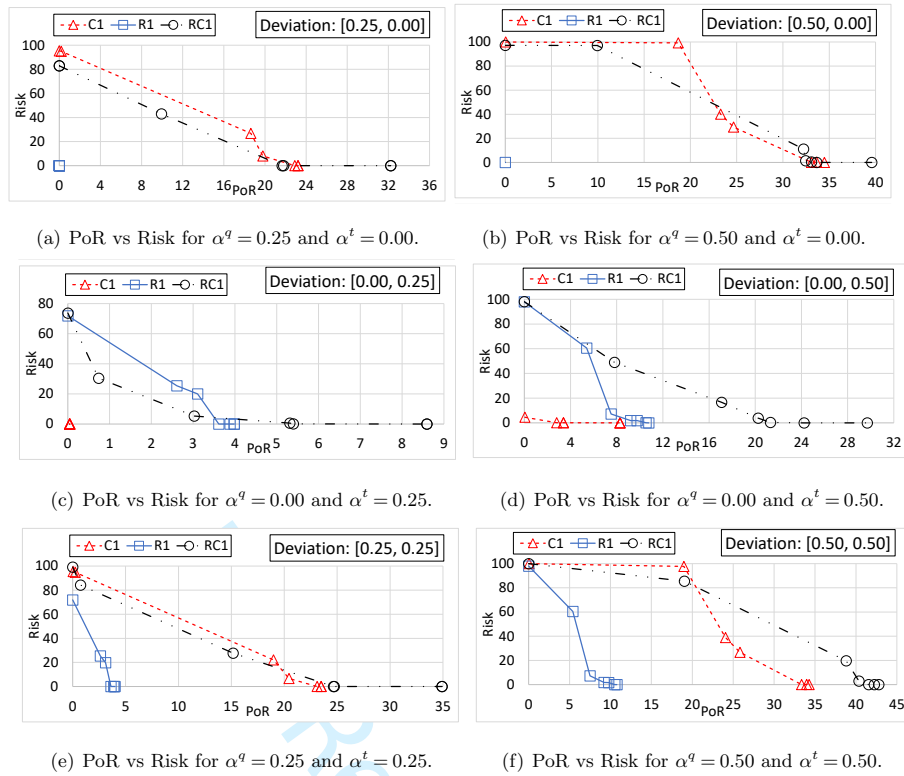 C1 R1 RC1 Deviation: [0.25, 0.00]
100
80
60
40
20
0
Risk
0 4 8 12 16 20 24 28 32 36
PoR
(a) PoR vs Risk for α^q = 0.25 and α^t = 0.00.
C1 R1 RC1 Deviation: [0.50, 0.00]
100
80
60
40
20
0
Risk
0 5 10 15 20 25 30 35 40
PoR
(b) PoR vs Risk for α^q = 0.50 and α^t = 0.00.
C1 R1 RC1 Deviation: [0.00, 0.25]
80
60
40
20
0
Risk
0 1 2 3 4 5 6 7 8 9
PoR
(c) PoR vs Risk for α^q = 0.00 and α^t = 0.25.
C1 R1 RC1 Deviation: [0.00, 0.50]
100
80
60
40
20
0
Risk
0 4 8 12 16 20 24 28 32
PoR
(d) PoR vs Risk for α^q = 0.00 and α^t = 0.50.
C1 R1 RC1 Deviation: [0.25, 0.25]
100
80
60
40
20
0
Risk
0 5 10 15 20 25 30 35
PoR
(e) PoR vs Risk for α^q = 0.25 and α^t = 0.25.
C1 R1 RC1 Deviation: [0.50, 0.50]
100
80
60
40
20
0
Risk
0 5 10 15 20 25 30 35 40 45
PoR
(f) PoR vs Risk for α^q = 0.50 and α^t = 0.50.